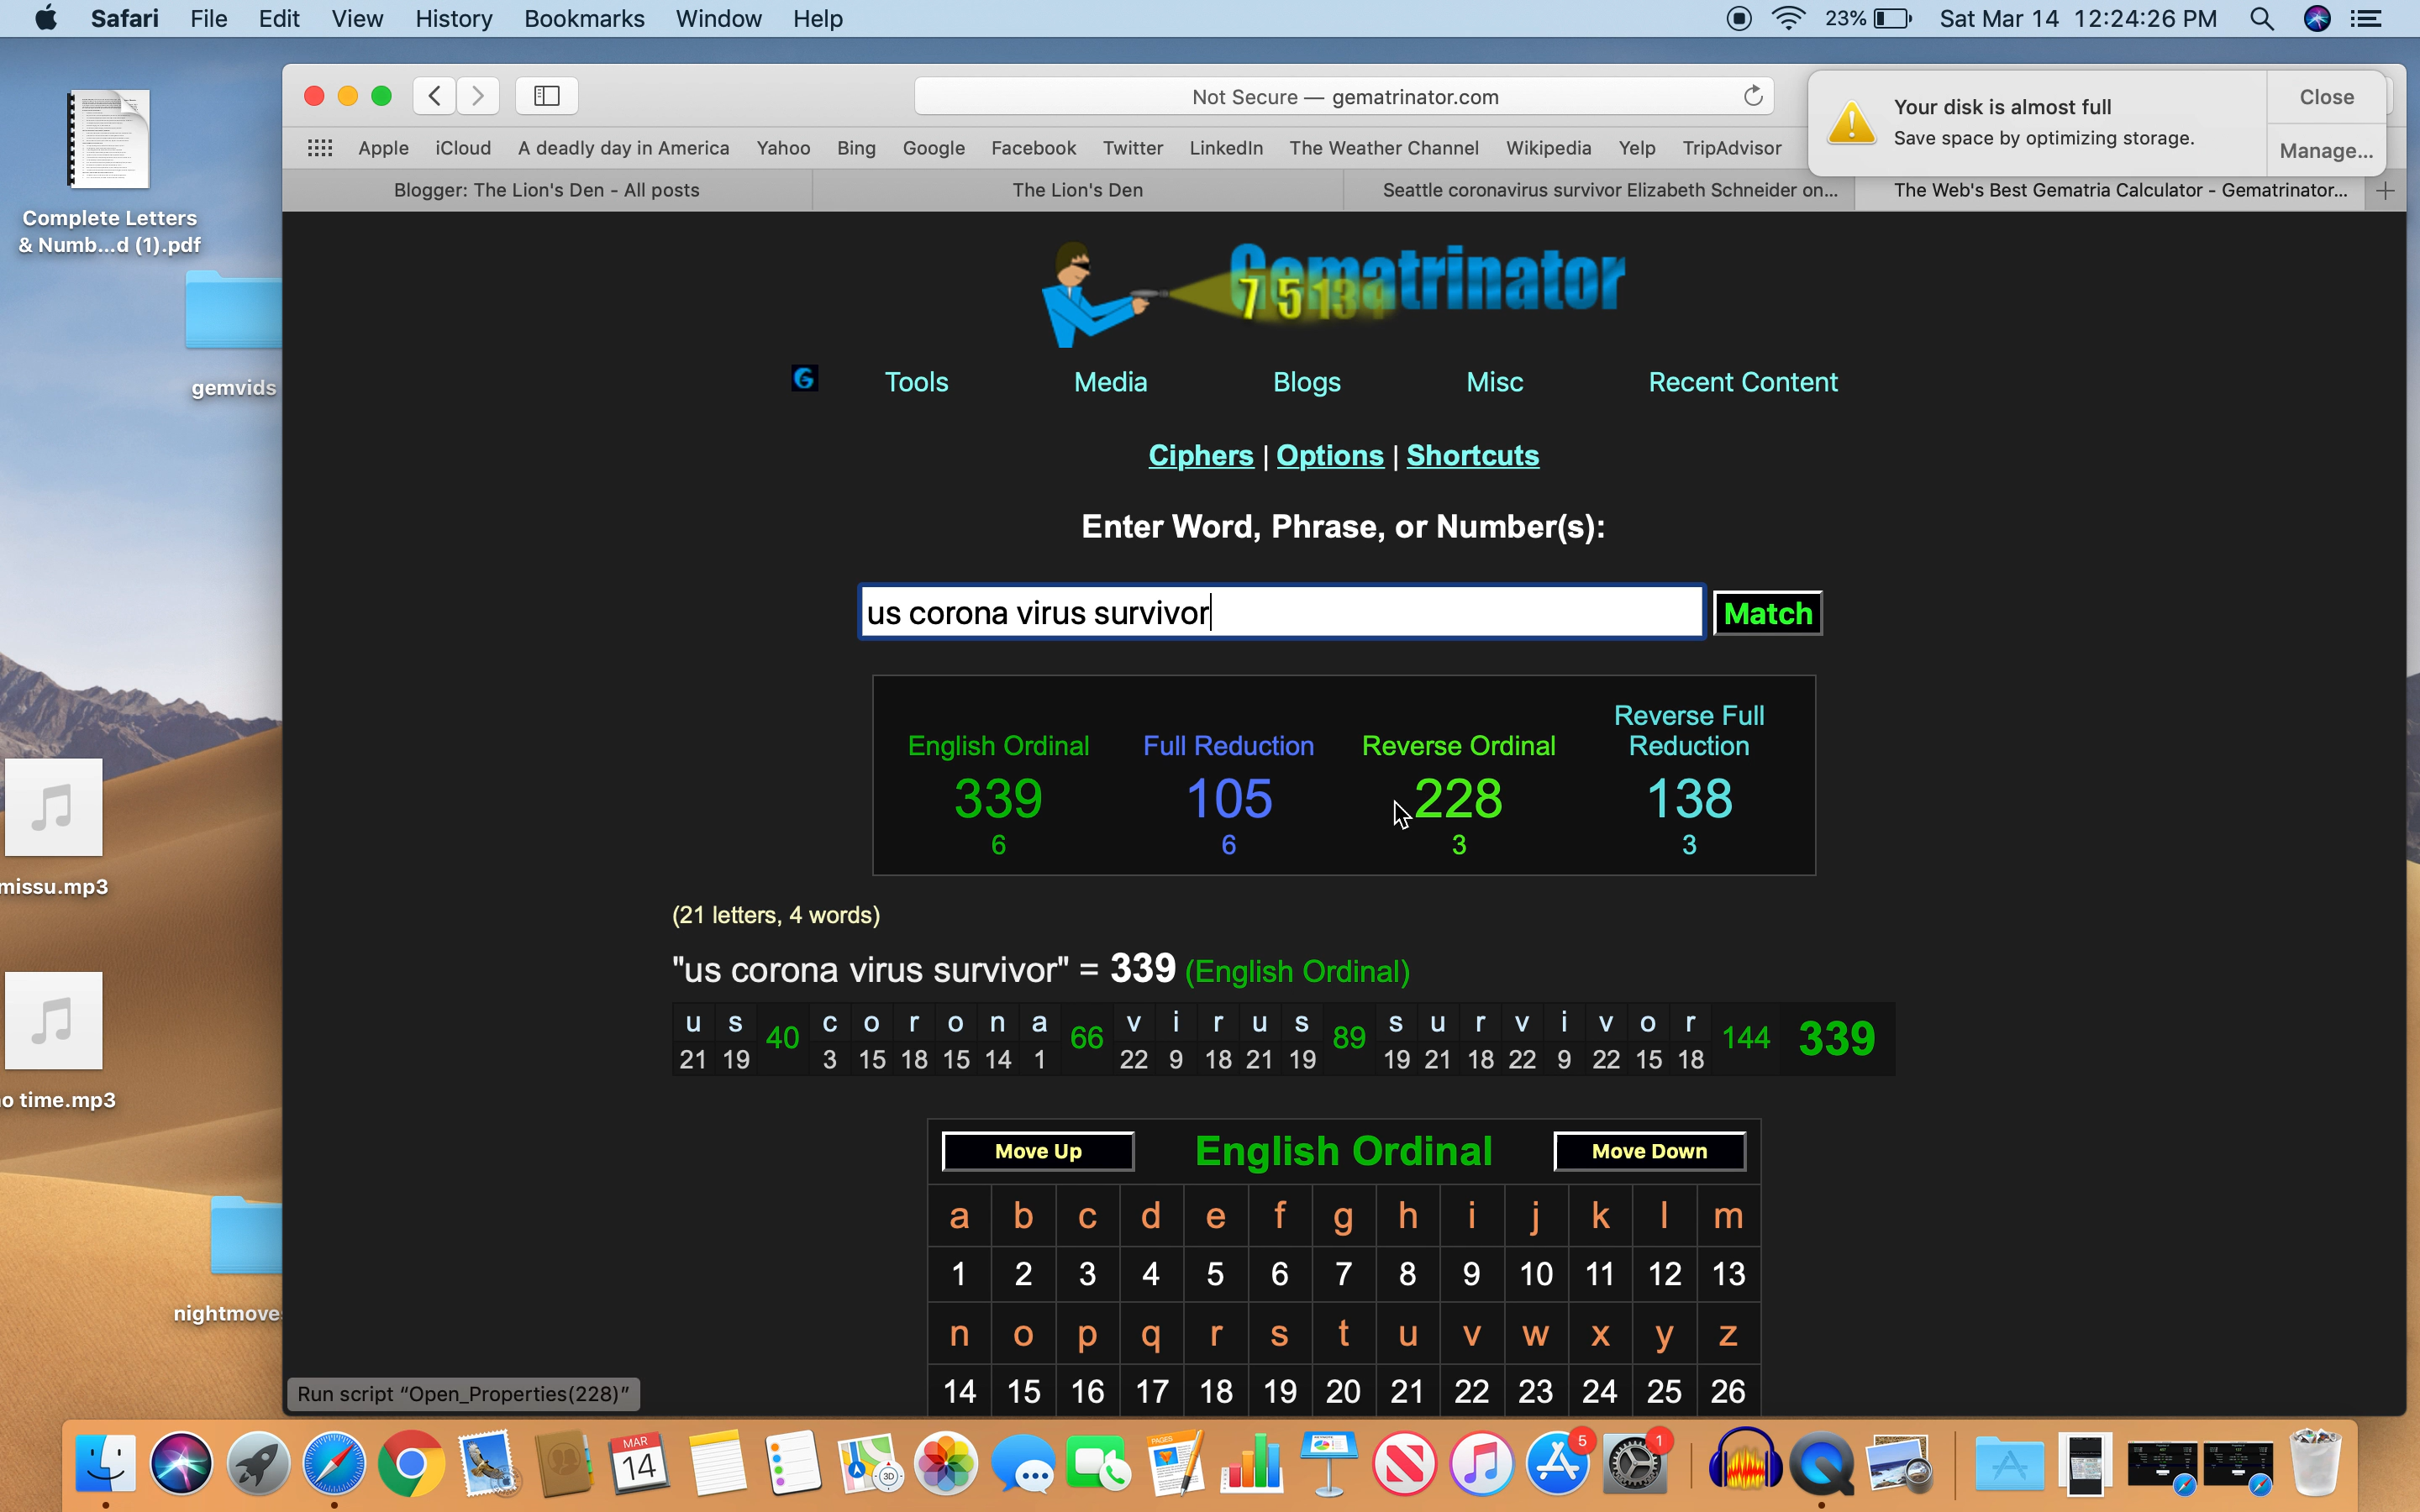 Safari File Edit View History Bookmarks Window Help 23% Sat Mar 14 12:24:26 PM
Not Secure — gematrinator.com
Your disk is almost full
Save space by optimizing storage.
Close
Manage...
Apple iCloud A deadly day in America Yahoo Bing Google Facebook Twitter LinkedIn The Weather Channel Wikipedia Yelp TripAdvisor
Blogger: The Lion's Den - All posts The Lion's Den Seattle coronavirus survivor Elizabeth Schneider on... The Web's Best Gematria Calculator - Gematrinator...
Complete Letters
& Numb...d (1).pdf
gemvids
missu.mp3
o time.mp3
nightmove
Gematrinator
7 5 13 4
G Tools Media Blogs Misc Recent Content
Ciphers | Options | Shortcuts
Enter Word, Phrase, or Number(s):
us corona virus survivor Match
English Ordinal Full Reduction Reverse Ordinal Reverse Full Reduction
339 105 228 138
6 6 3 3
(21 letters, 4 words)
"us corona virus survivor" = 339 (English Ordinal)
u s 40 c o r o n a 66 v i r u s 89 s u r v i v o r 144 339
21 19 3 15 18 15 14 1 22 9 18 21 19 19 21 18 22 9 22 15 18
Move Up English Ordinal Move Down
a b c d e f g h i j k l m
1 2 3 4 5 6 7 8 9 10 11 12 13
n o p q r s t u v w x y z
14 15 16 17 18 19 20 21 22 23 24 25 26
Run script “Open_Properties(228)”
MAR
14
3D
PAGES
5
1